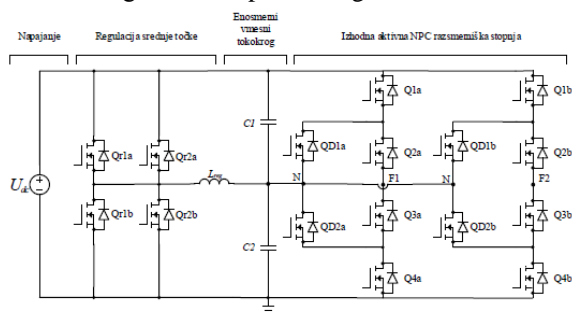 Napajanje
Regulacija srednje točke
Enosmerni
vmesni
tokokrog
Izhodna aktivna NPC razsmerniška stopnja
Q1a
Q1b
C1
Qr1a
Qr2a
QD1a
Q2a
QD1b
Q2b
Udc
Lreg
N
F1
N
F2
Qr1b
Qr2b
QD2a
Q3a
QD2b
Q3b
C2
Q4a
Q4b